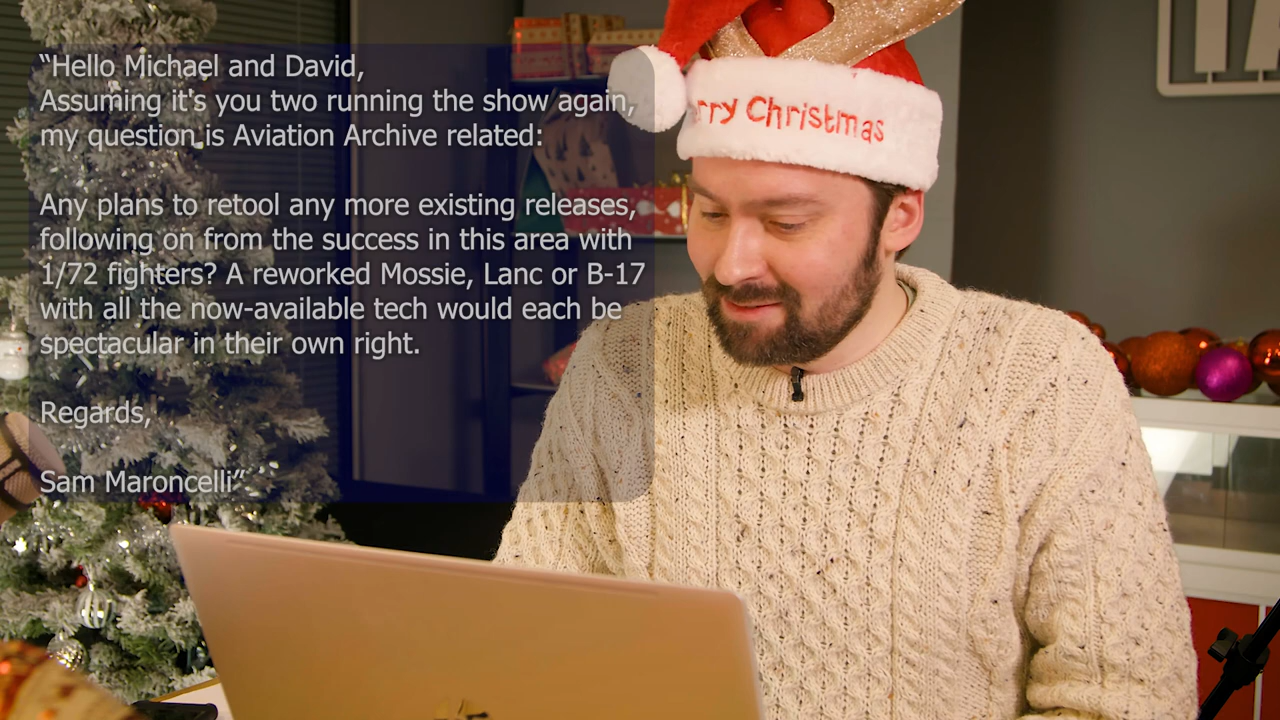 “Hello Michael and David,
Assuming it's you two running the show again,
my question is Aviation Archive related:
Any plans to retool any more existing releases,
following on from the success in this area with
1/72 fighters? A reworked Mossie, Lanc or B-17
with all the now-available tech would each be
spectacular in their own right.
Regards,
Sam Maroncelli”
rry Christmas